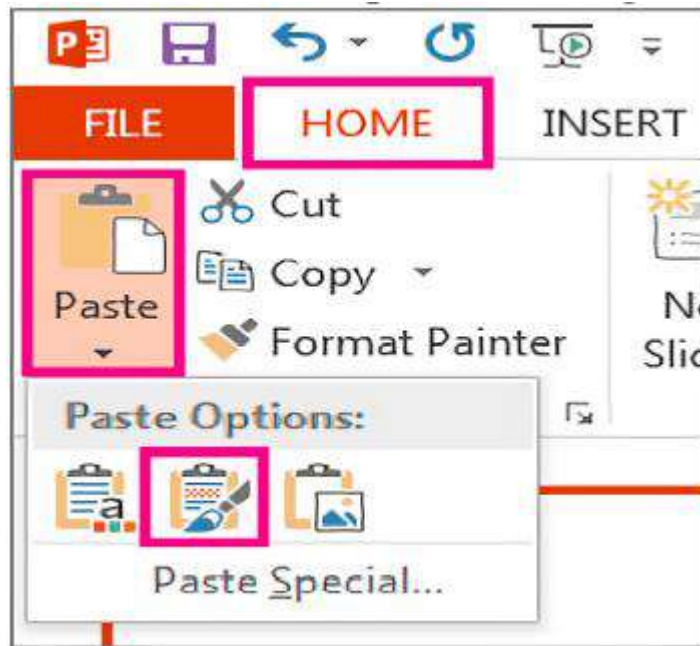 FILE HOME INSERT
Cut
Copy
Paste
Format Painter
Paste Options:
a
Paste Special...